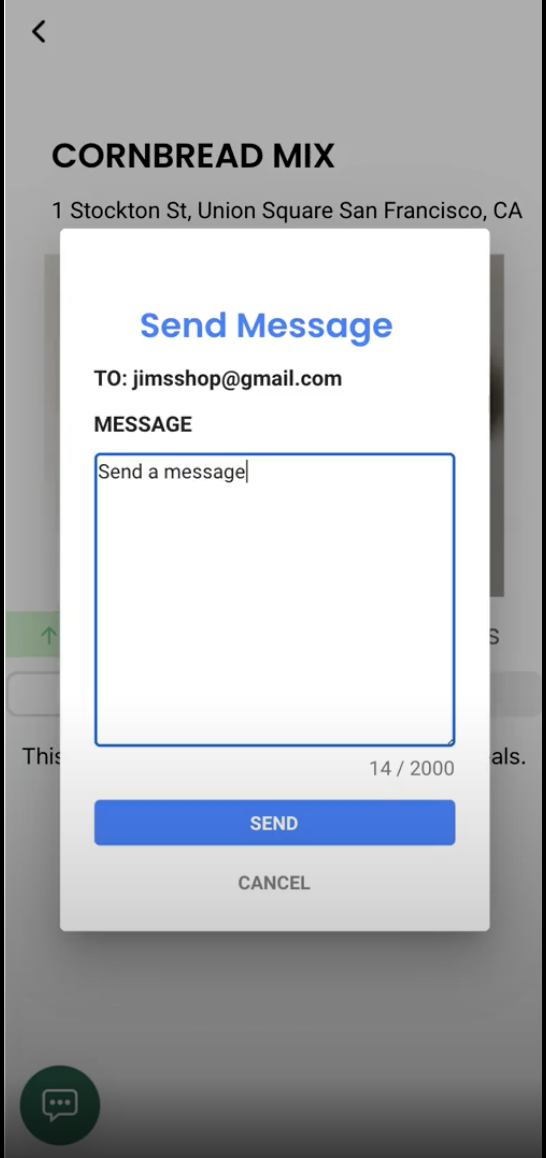 CORNBREAD MIX
1 Stockton St, Union Square San Francisco, CA
Send Message
TO: jimsshop@gmail.com
MESSAGE
Send a message
S
14 / 2000
This
als.
SEND
CANCEL